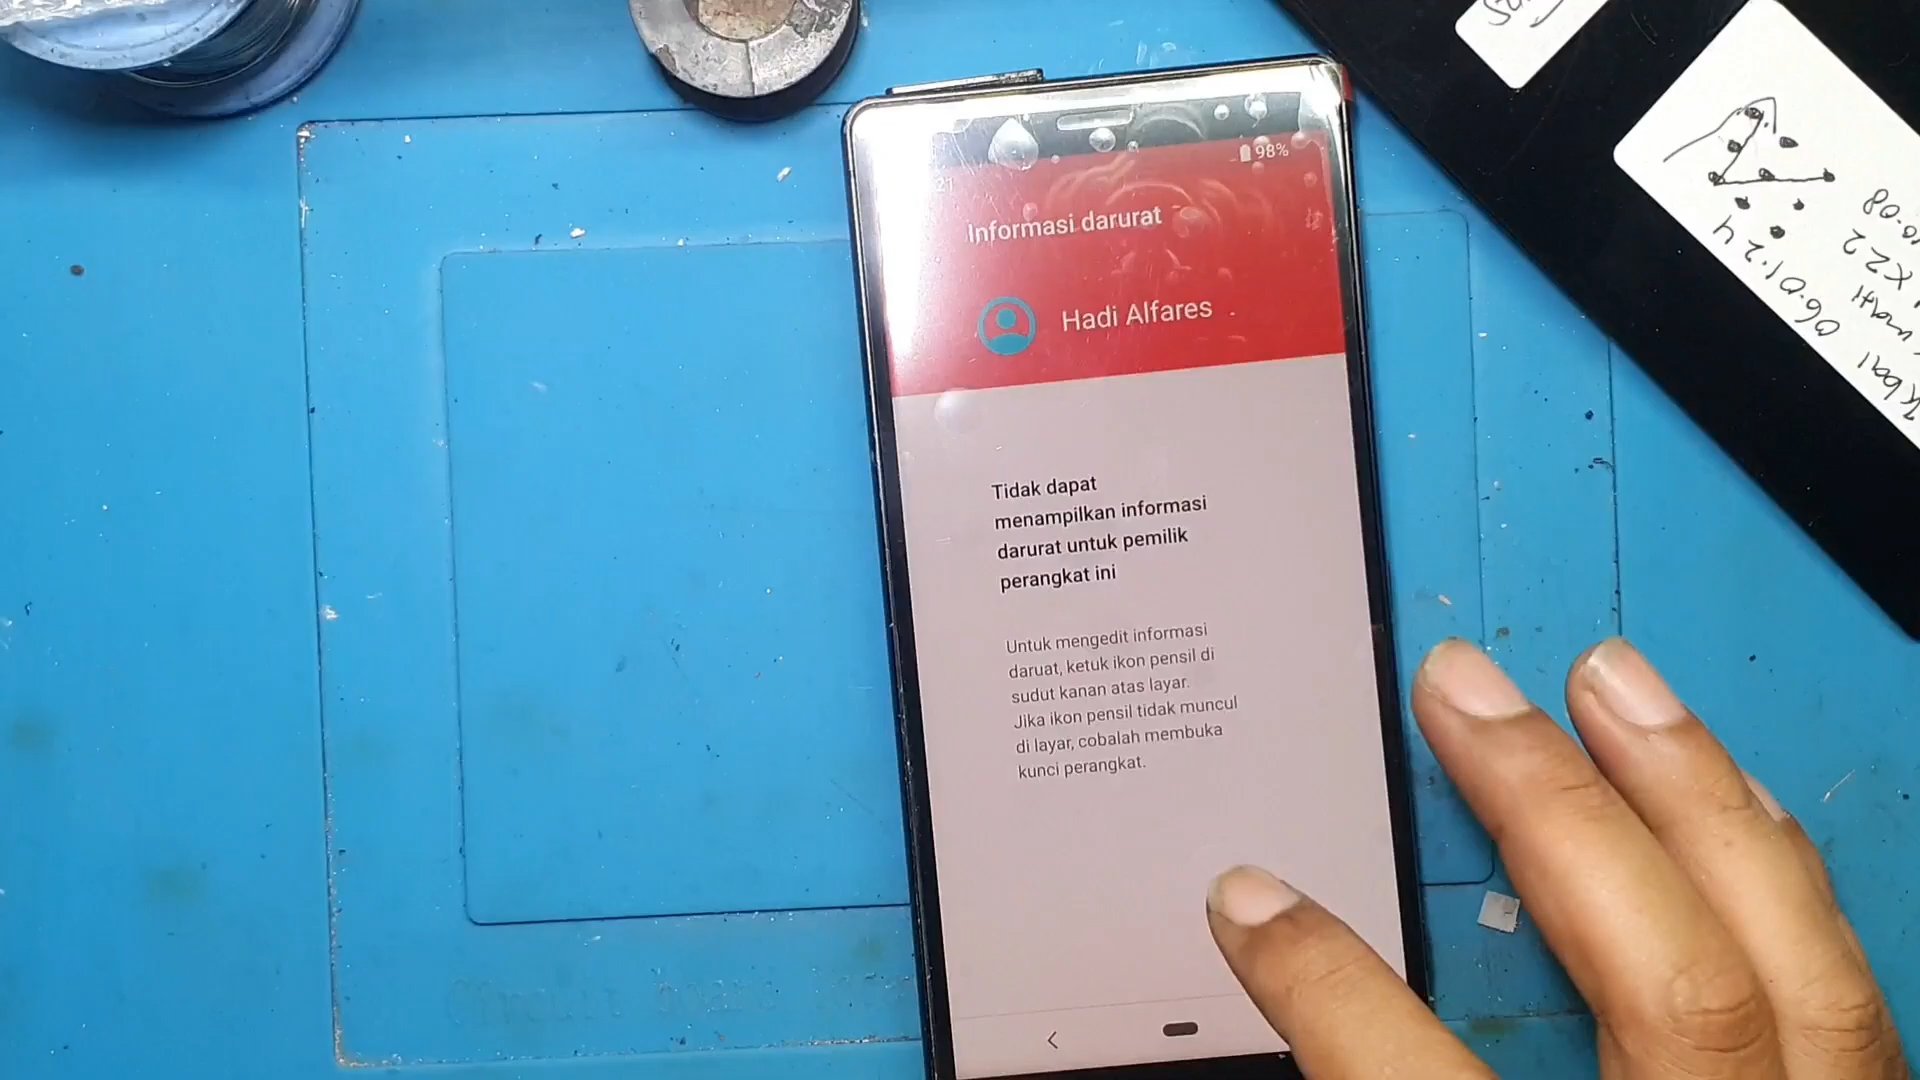 98%
21
Informasi darurat
Hadi Alfares
Tidak dapat
menampilkan informasi
darurat untuk pemilik
perangkat ini
Untuk mengedit informasi
daruat, ketuk ikon pensil di
sudut kanan atas layar.
Jika ikon pensil tidak muncul
di layar, cobalah membuka
kunci perangkat.